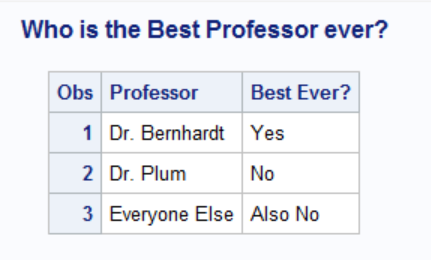 Who is the Best Professor ever?
Obs Professor Best Ever?
1 Dr. Bernhardt Yes
2 Dr. Plum No
3 Everyone Else Also No